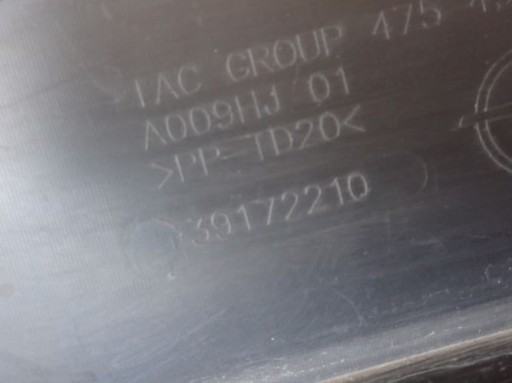 IAC GROUP 475
A009HJ 01
>PP-TD20<
39172210